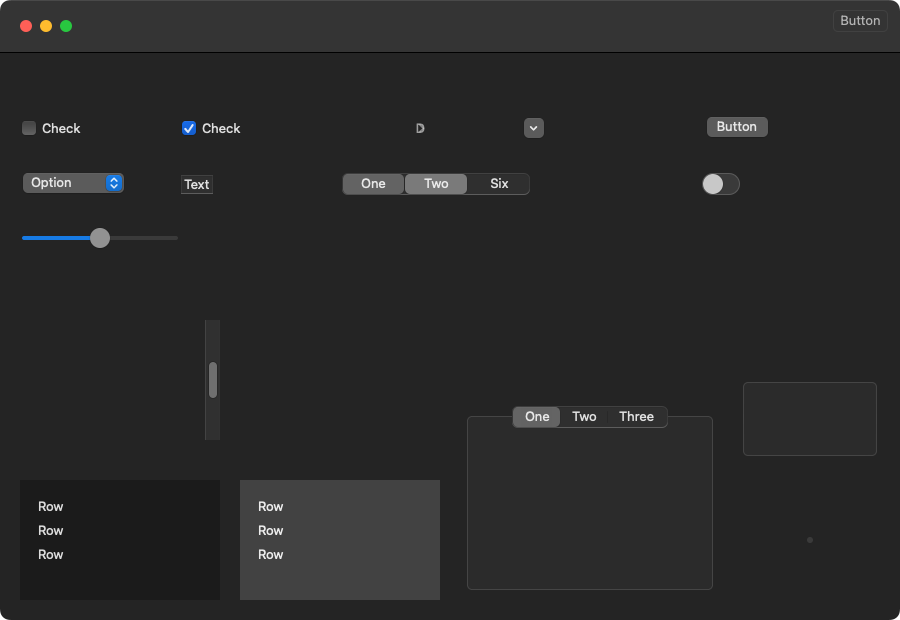 Button
Check
Check
D
Button
Option
Text
One Two Six
One Two Three
Row
Row
Row
Row
Row
Row